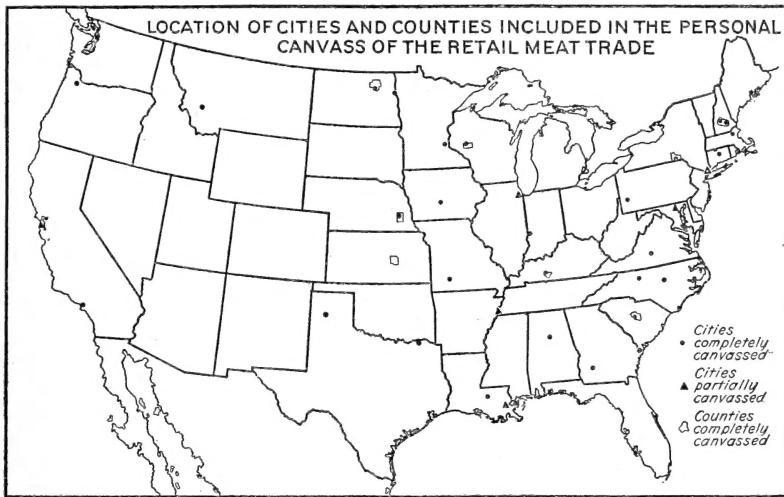 LOCATION OF CITIES AND COUNTIES INCLUDED IN THE PERSONAL
CANVASS OF THE RETAIL MEAT TRADE
Cities
completely
canvassed
Cities
partially
canvassed
Counties
completely
canvassed